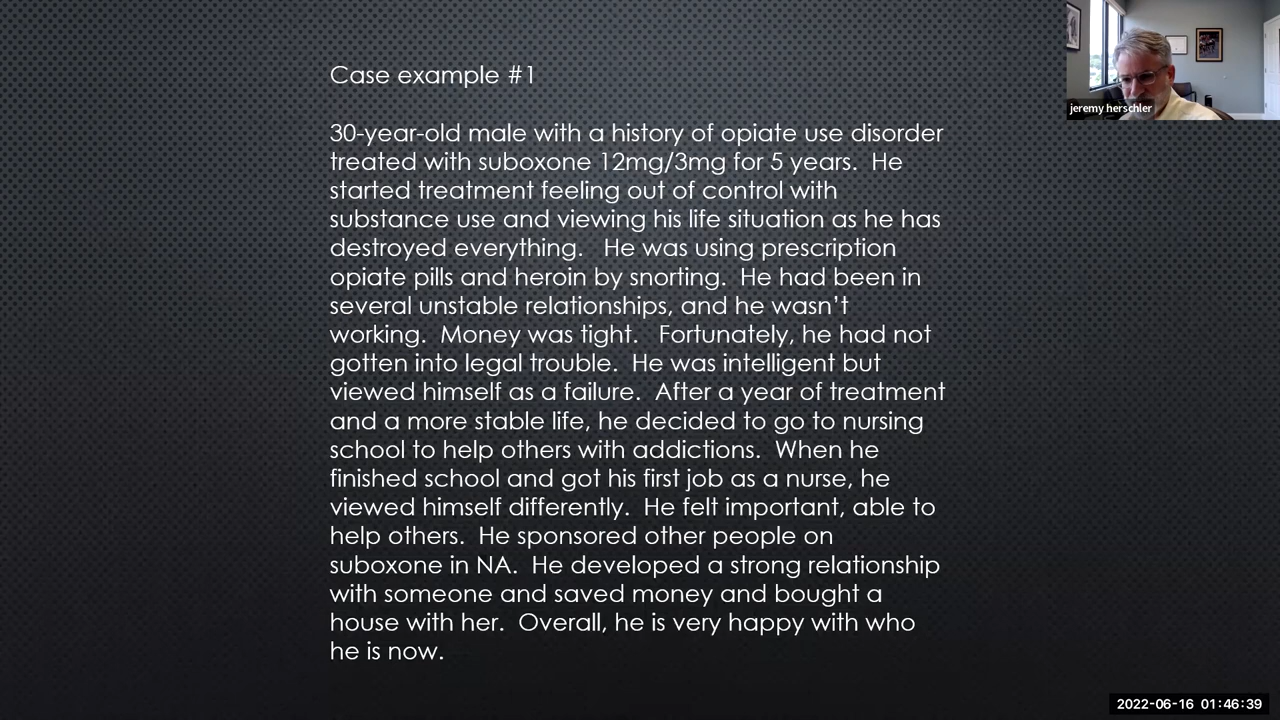 Case example #1
30-year-old male with a history of opiate use disorder
treated with suboxone 12mg/3mg for 5 years.  He
started treatment feeling out of control with
substance use and viewing his life situation as he has
destroyed everything.   He was using prescription
opiate pills and heroin by snorting.  He had been in
several unstable relationships, and he wasn't
working.  Money was tight.   Fortunately, he had not
gotten into legal trouble.  He was intelligent but
viewed himself as a failure.  After a year of treatment
and a more stable life, he decided to go to nursing
school to help others with addictions.  When he
finished school and got his first job as a nurse, he
viewed himself differently.  He felt important, able to
help others.  He sponsored other people on
suboxone in NA.  He developed a strong relationship
with someone and saved money and bought a
house with her.  Overall, he is very happy with who
he is now.
jeremy herschler
2022-06-16 01:46:39